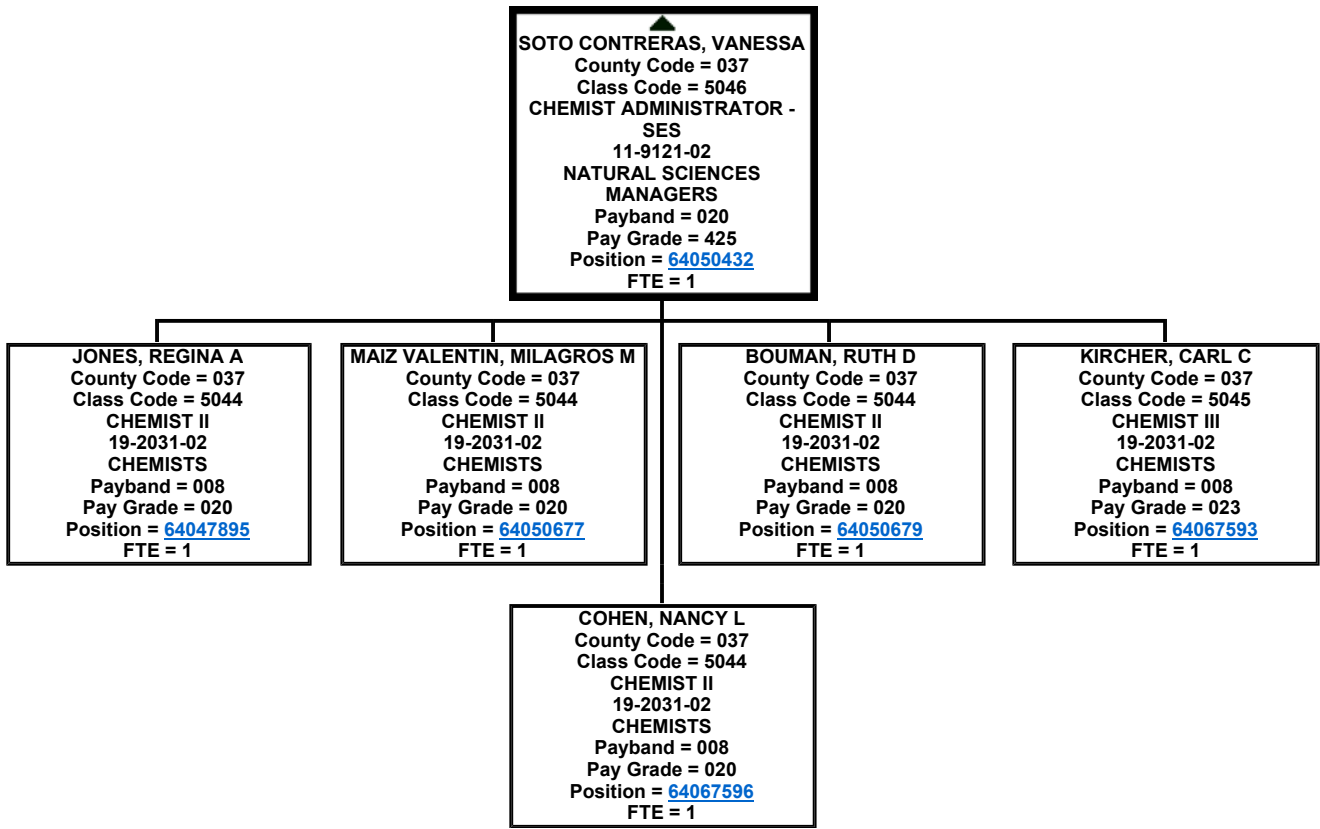 SOTO CONTRERAS, VANESSA
County Code = 037
Class Code = 5046
CHEMIST ADMINISTRATOR -
SES
11-9121-02
NATURAL SCIENCES
MANAGERS
Payband = 020
Pay Grade = 425
Position = 64050432
FTE = 1
JONES, REGINA A
County Code = 037
Class Code = 5044
CHEMIST II
19-2031-02
CHEMISTS
Payband = 008
Pay Grade = 020
Position = 64047895
FTE = 1
MAIZ VALENTIN, MILAGROS M
County Code = 037
Class Code = 5044
CHEMIST II
19-2031-02
CHEMISTS
Payband = 008
Pay Grade = 020
Position = 64050677
FTE = 1
BOUMAN, RUTH D
County Code = 037
Class Code = 5044
CHEMIST II
19-2031-02
CHEMISTS
Payband = 008
Pay Grade = 020
Position = 64050679
FTE = 1
KIRCHER, CARL C
County Code = 037
Class Code = 5045
CHEMIST III
19-2031-02
CHEMISTS
Payband = 008
Pay Grade = 023
Position = 64067593
FTE = 1
COHEN, NANCY L
County Code = 037
Class Code = 5044
CHEMIST II
19-2031-02
CHEMISTS
Payband = 008
Pay Grade = 020
Position = 64067596
FTE = 1